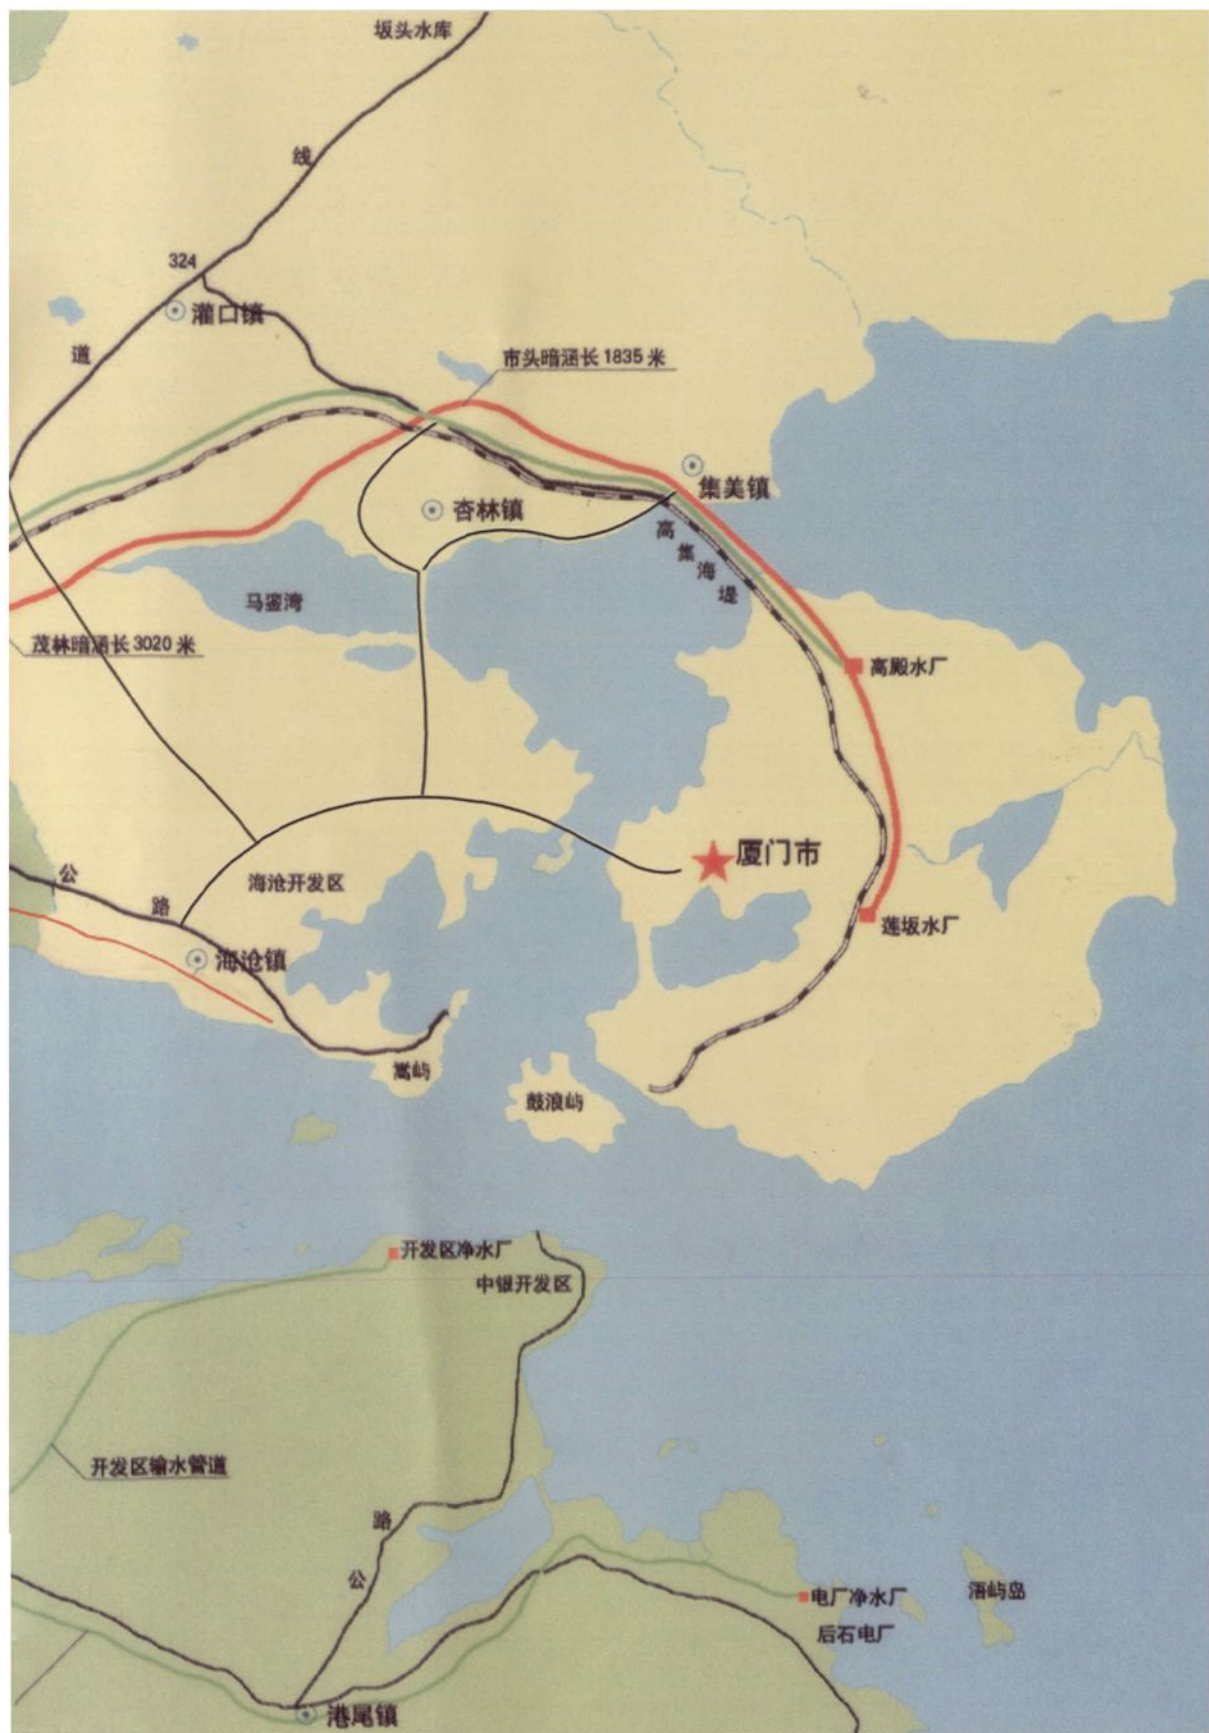 坂头水库
线
324
灌口镇
道
市头暗涵长 1835 米
集美镇
杏林镇
高集海堤
马銮湾
茂林暗涵长 3020 米
高殿水厂
厦门市
公
海沧开发区
路
莲坂水厂
海沧镇
嵩屿
鼓浪屿
开发区净水厂
中银开发区
开发区输水管道
路
公
电厂净水厂
浯屿岛
后石电厂
港尾镇